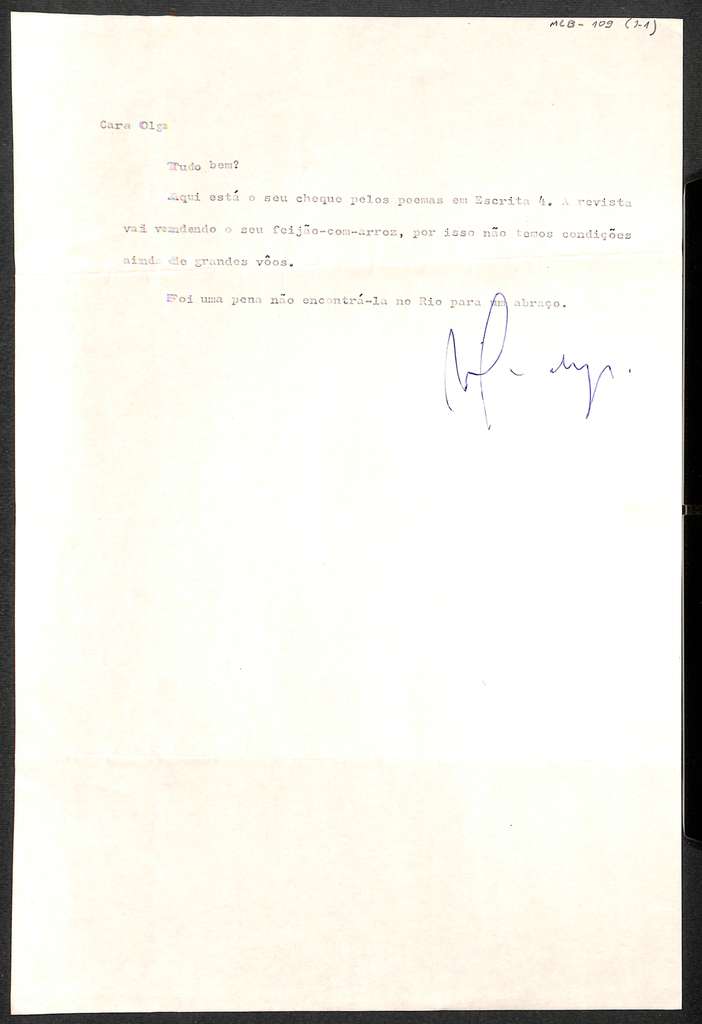 MLB - 109 (1-1)
Cara Olga
Tudo bem?
Aqui está o seu cheque pelos poemas em Escrita 4. A revista
vai vendendo o seu feijão-com-arroz, por isso não temos condições
ainda de grandes vôos.
Foi uma pena não encontrá-la no Rio para um abraço.